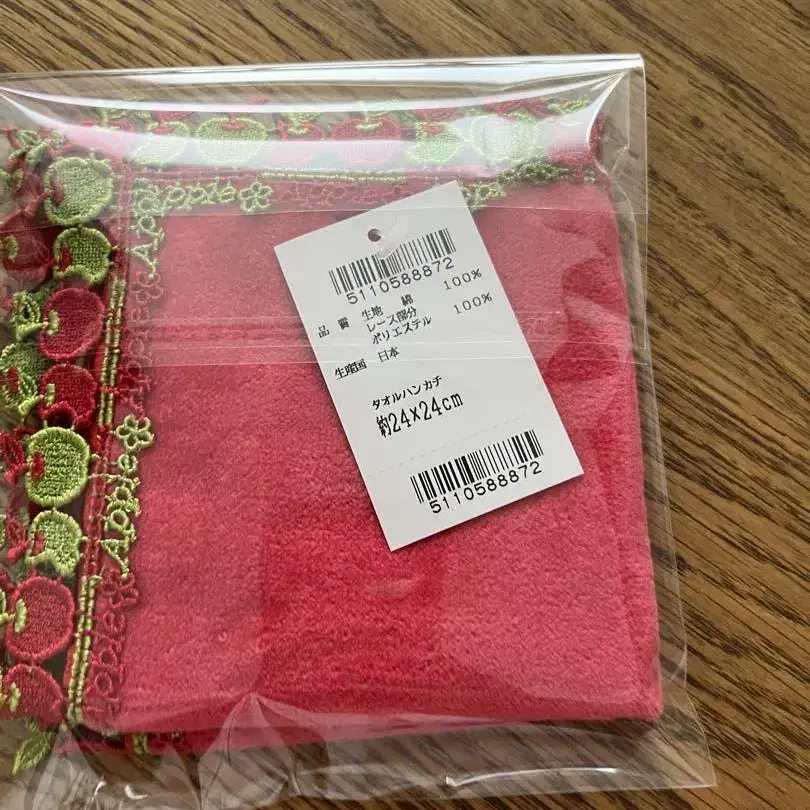 Apple
Apple
Apple
Apple
5110588872
品 質 生地 綿 100%
レース部分
ポリエステル 100%
生産国 日本
タオルハンカチ
約24×24cm
5110588872